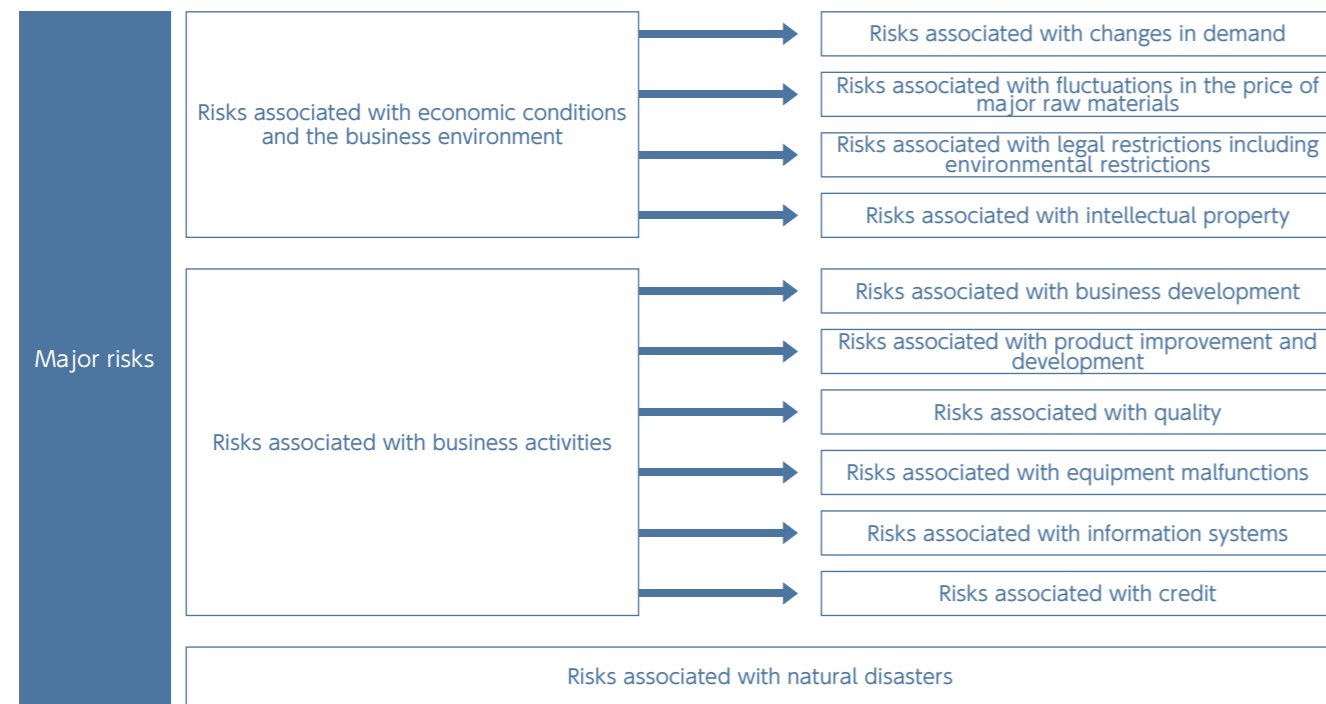 Major risks
Risks associated with economic conditions
and the business environment
Risks associated with changes in demand
Risks associated with fluctuations in the price of
major raw materials
Risks associated with legal restrictions including
environmental restrictions
Risks associated with intellectual property
Risks associated with business activities
Risks associated with business development
Risks associated with product improvement and
development
Risks associated with quality
Risks associated with equipment malfunctions
Risks associated with information systems
Risks associated with credit
Risks associated with natural disasters